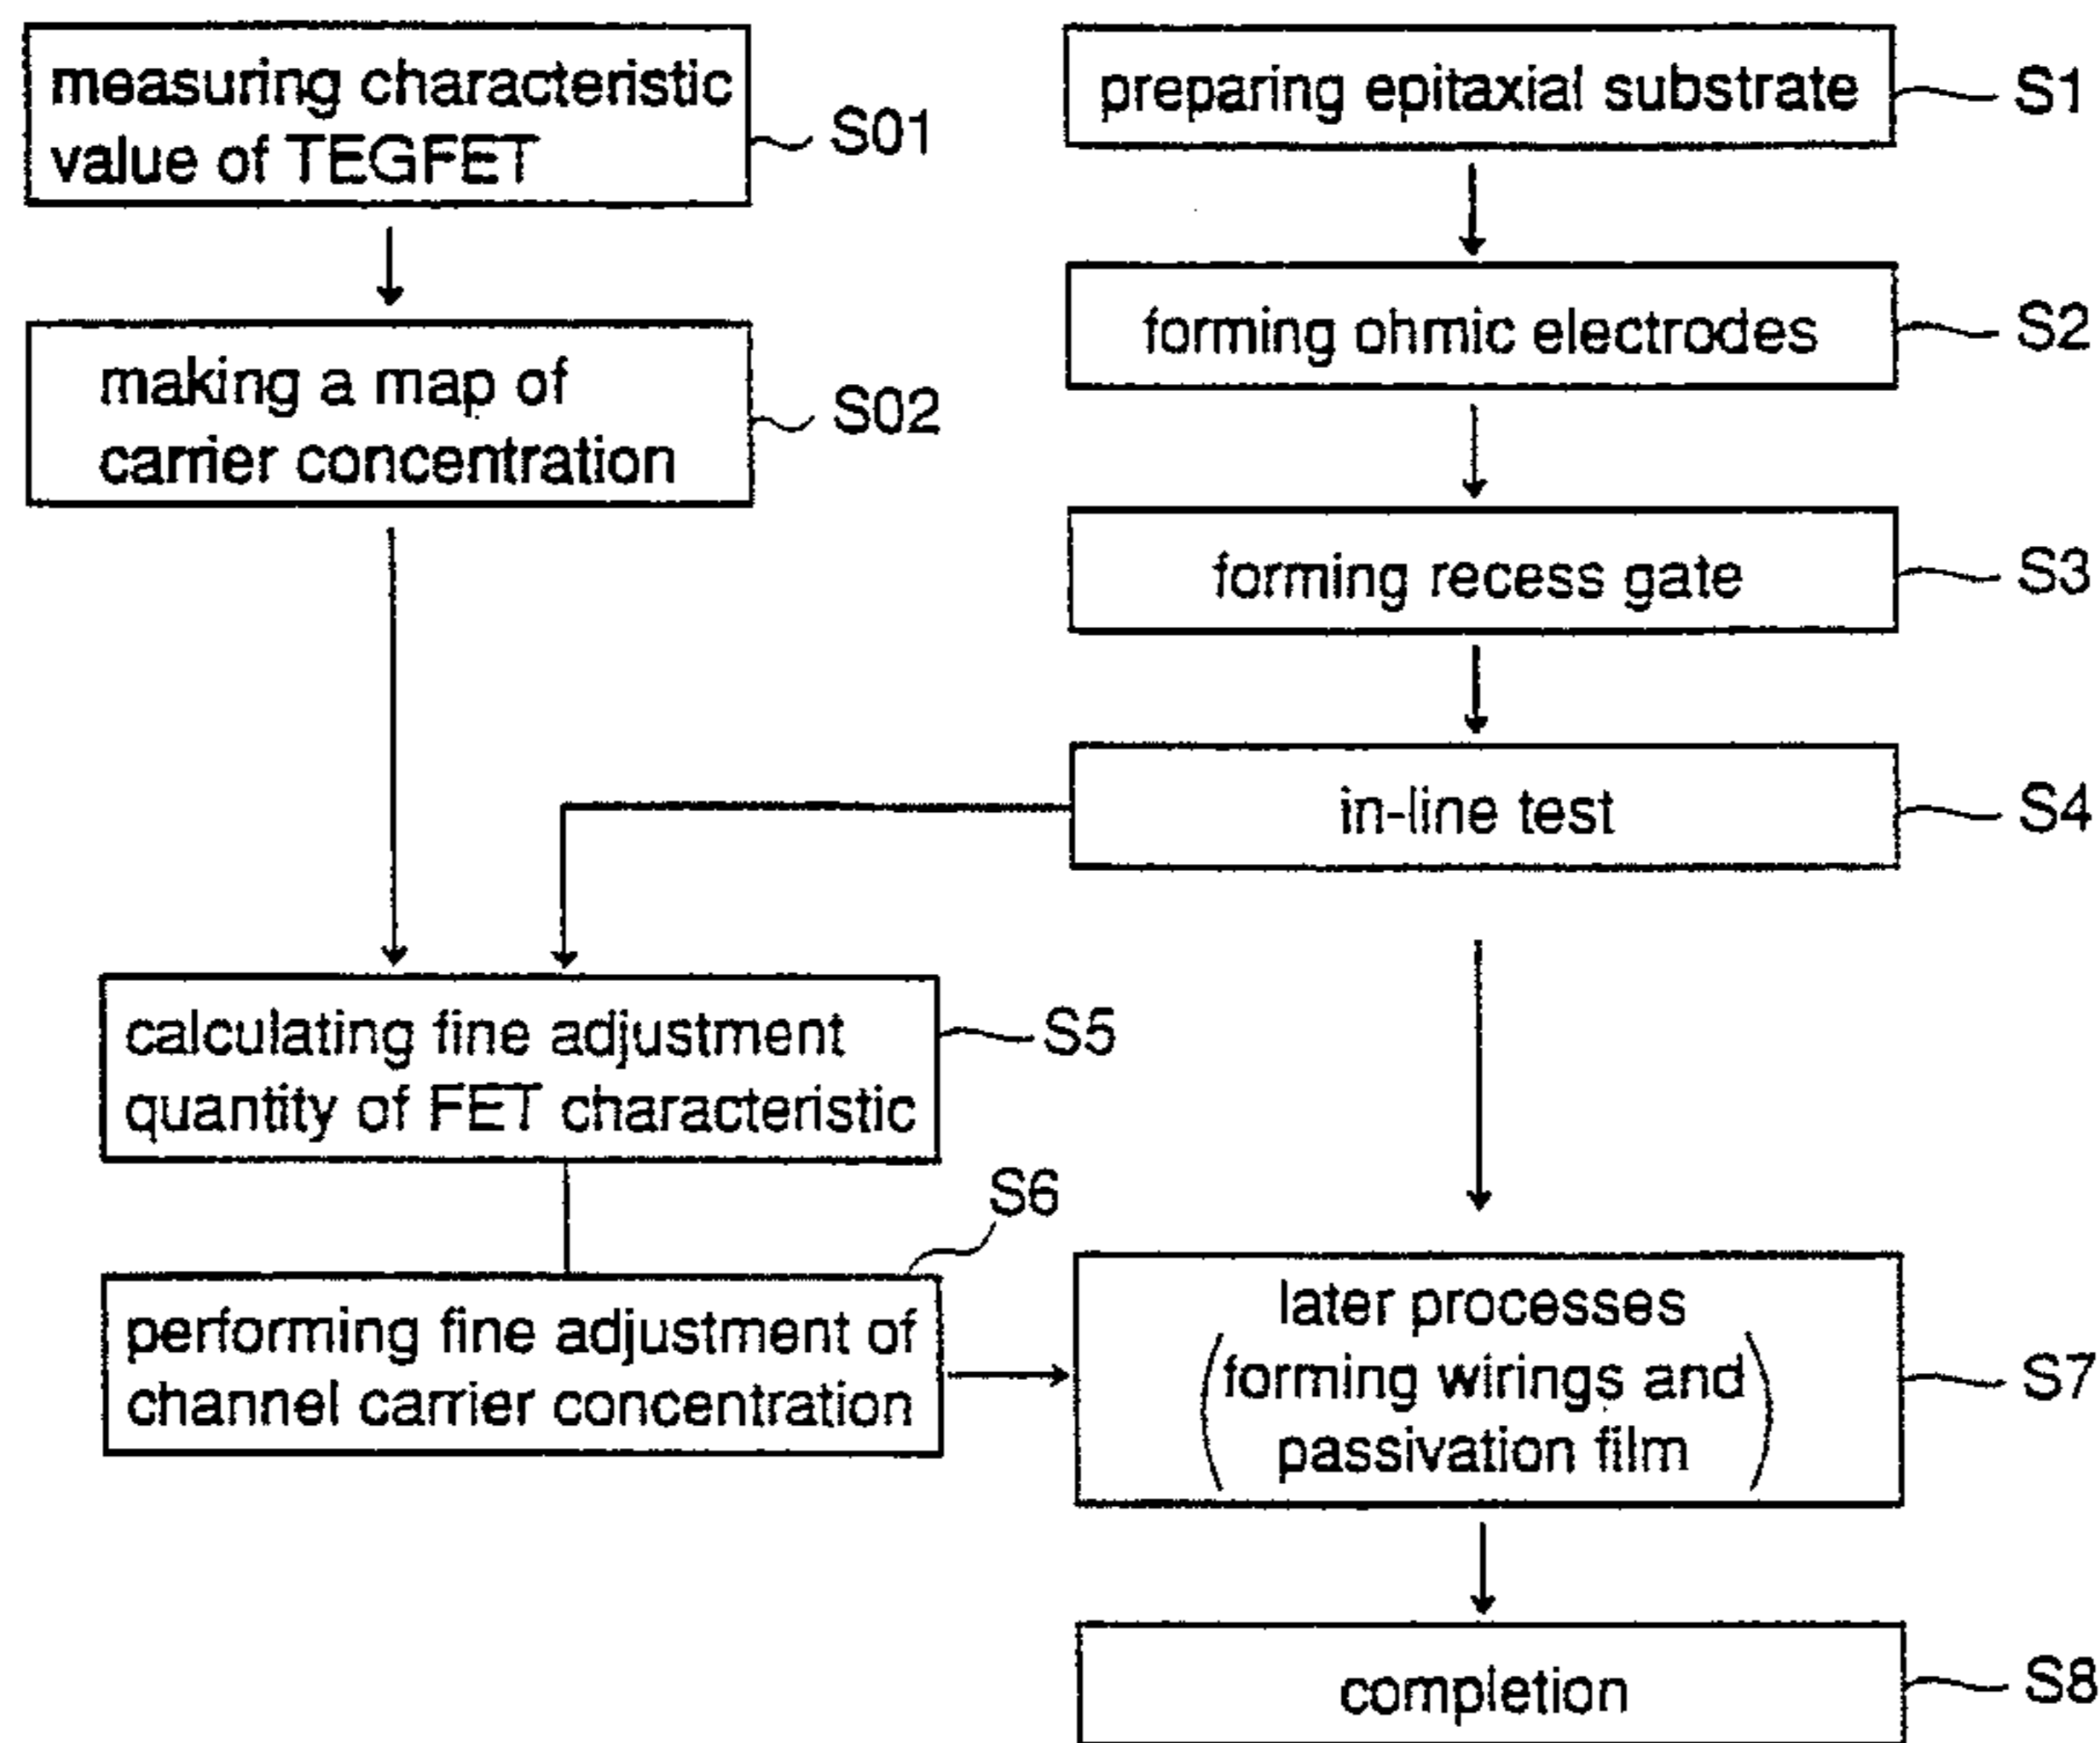 measuring characteristic
value of TEGFET
S01
making a map of
carrier concentration
S02
preparing epitaxial substrate
S1
forming ohmic electrodes
S2
forming recess gate
S3
in-line test
S4
calculating fine adjustment
quantity of FET characteristic
S5
S6
performing fine adjustment of
channel carrier concentration
later processes
(forming wirings and
passivation film)
S7
completion
S8